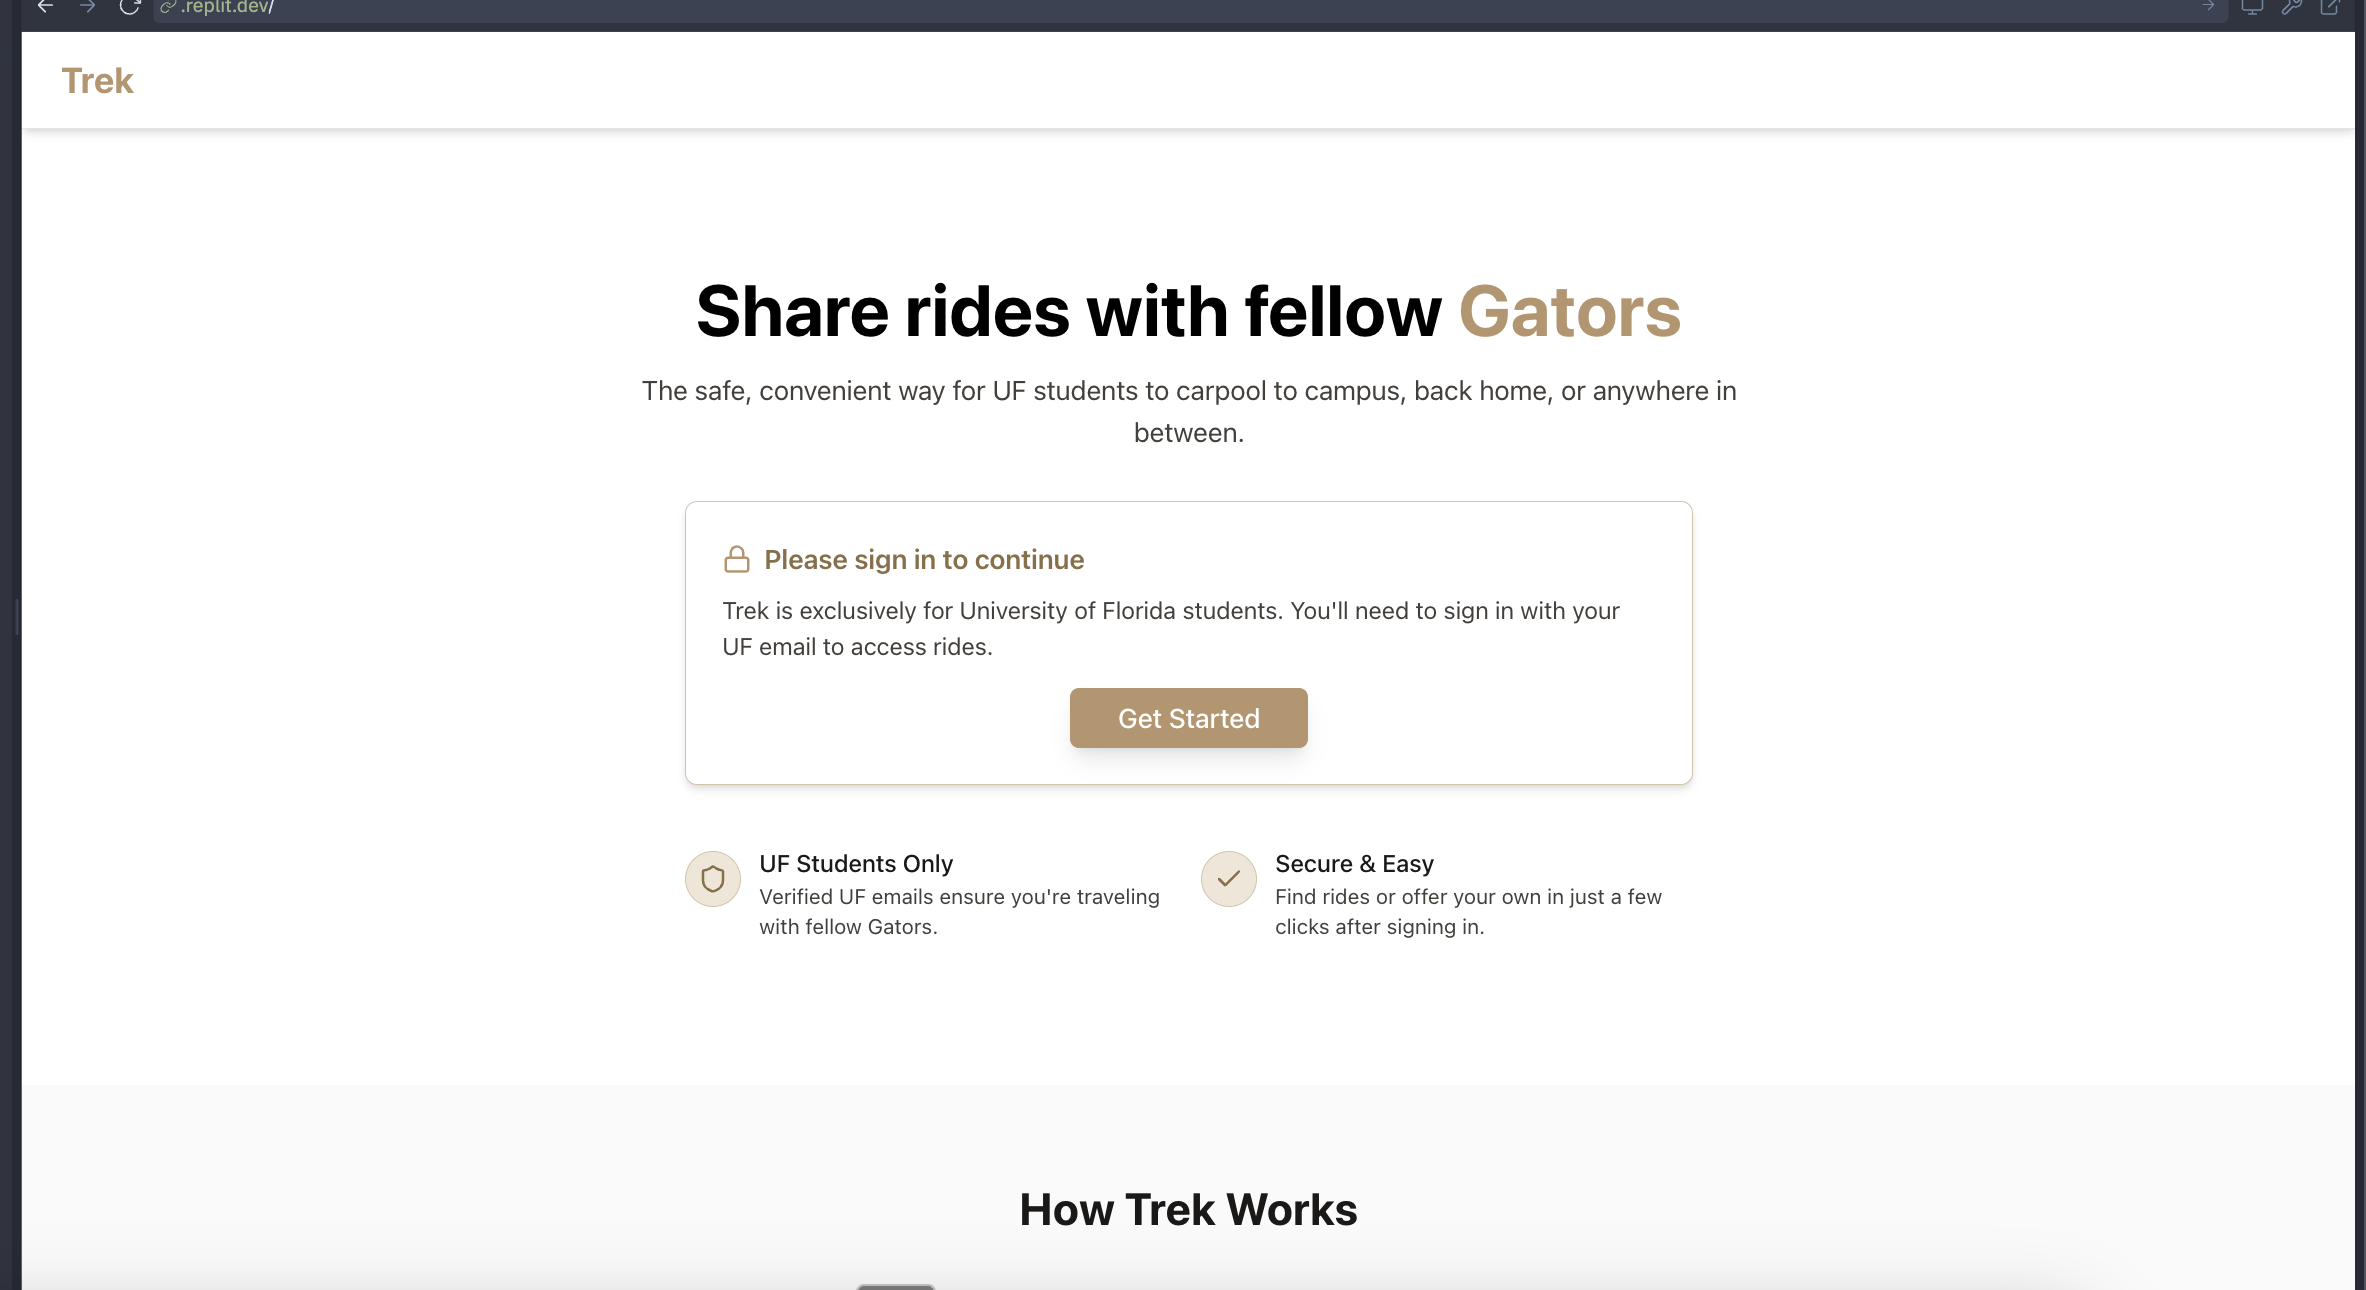 .replit.dev/
Trek
Share rides with fellow Gators
The safe, convenient way for UF students to carpool to campus, back home, or anywhere in
between.
Please sign in to continue
Trek is exclusively for University of Florida students. You'll need to sign in with your
UF email to access rides.
Get Started
UF Students Only
Verified UF emails ensure you're traveling
with fellow Gators.
Secure & Easy
Find rides or offer your own in just a few
clicks after signing in.
How Trek Works